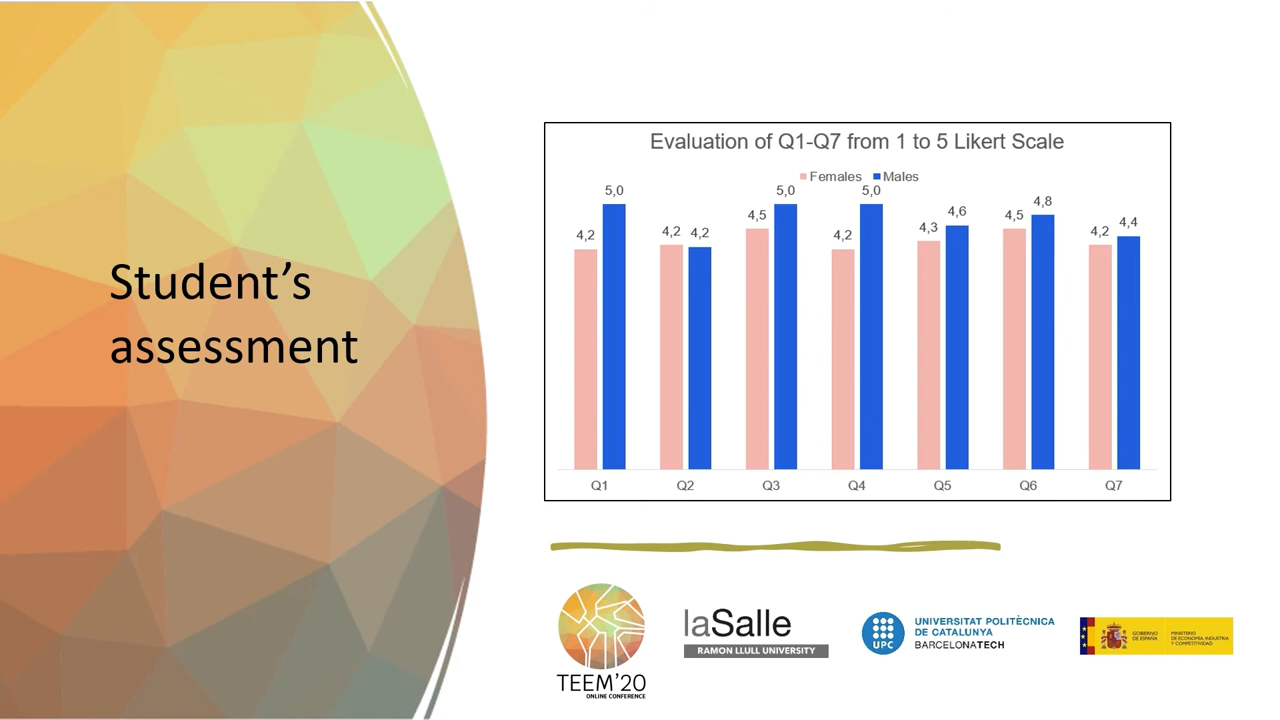 Student's
assessment
Evaluation of Q1-Q7 from 1 to 5 Likert Scale
Females Males
4,2 5,0 4,2 4,2 4,5 5,0 4,2 5,0 4,3 4,6 4,5 4,8 4,2 4,4
Q1 Q2 Q3 Q4 Q5 Q6 Q7
TEEM'20
ONLINE CONFERENCE
laSalle
RAMON LLULL UNIVERSITY
UPC
UNIVERSITAT POLITÈCNICA
DE CATALUNYA
BARCELONATECH
GOBIERNO
DE ESPAÑA
MINISTERIO
DE ECONOMÍA, INDUSTRIA
Y COMPETITIVIDAD